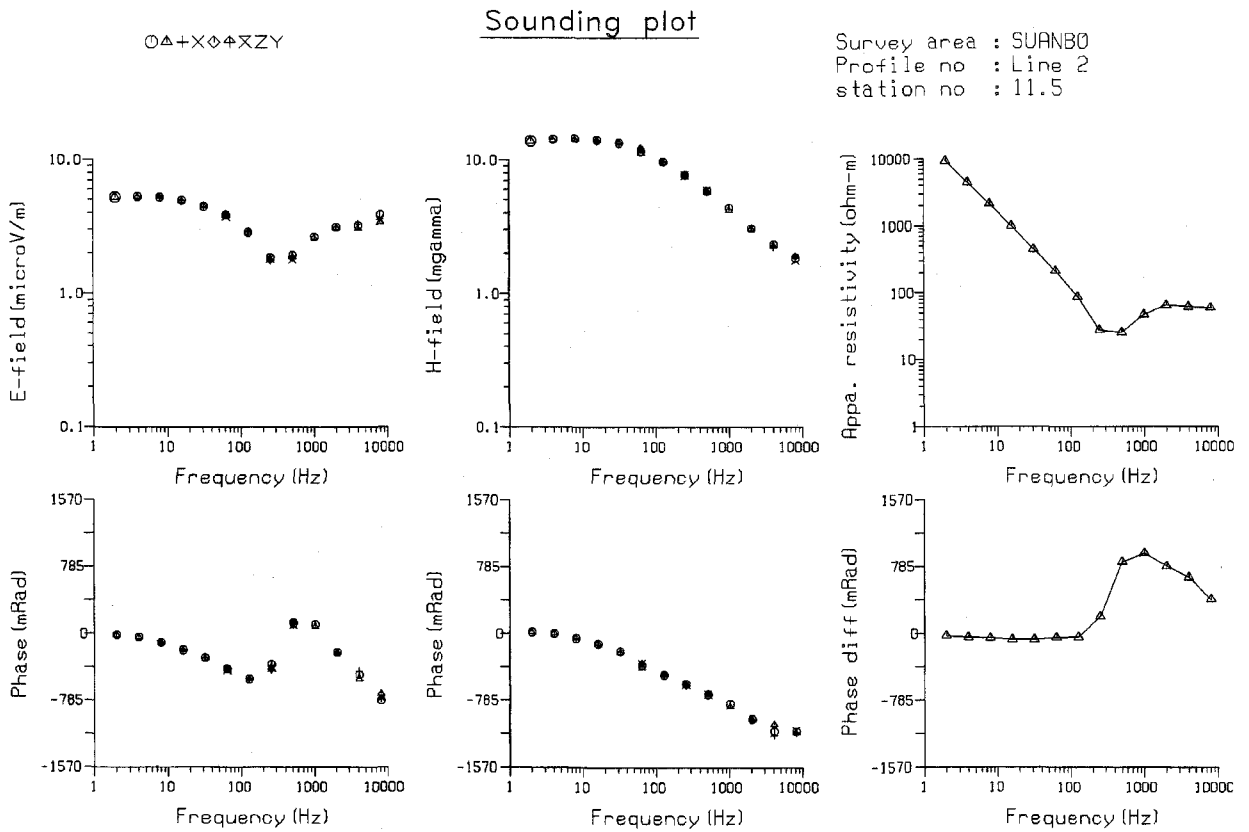 Sounding plot
Survey area : SUANBO
Profile no : Line 2
station no : 11.5
E-field (microV/m)
10.0
1.0
0.1
1 10 100 1000 10000
Frequency (Hz)
H-field (mgamma)
10.0
1.0
0.1
1 10 100 1000 10000
Frequency (Hz)
Appa. resistivity (ohm-m)
10000
1000
100
10
1
1 10 100 1000 10000
Frequency (Hz)
Phase (mRad)
1570
785
0
-785
-1570
1 10 100 1000 10000
Frequency (Hz)
Phase (mRad)
1570
785
0
-785
-1570
1 10 100 1000 10000
Frequency (Hz)
Phase diff (mRad)
1570
785
0
-785
-1570
1 10 100 1000 10000
Frequency (Hz)